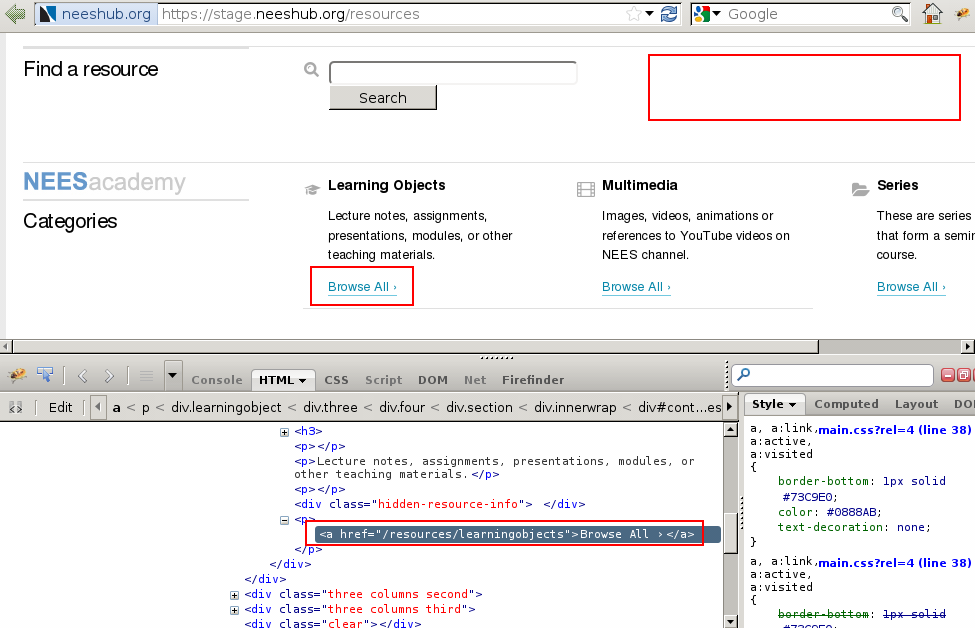 neeshub.org https://stage.neeshub.org/resources Google
Find a resource
Search
NEESacademy
Categories
Learning Objects
Lecture notes, assignments,
presentations, modules, or other
teaching materials.
Browse All ›
Multimedia
Images, videos, animations or
references to YouTube videos on
NEES channel.
Browse All ›
Series
These are series
that form a semin
course.
Browse All ›
Console HTML CSS Script DOM Net Firefinder
Edit a < p < div.learningobject < div.three < div.four < div.section < div.innerwrap < div#cont...es
<h3>
<p></p>
<p>Lecture notes, assignments, presentations, modules, or
other teaching materials.</p>
<p></p>
<div class="hidden-resource-info"> </div>
<p>
<a href="/resources/learningobjects">Browse All ›</a>
</p>
</div>
</div>
<div class="three columns second">
<div class="three columns third">
<div class="clear"></div>
Style Computed Layout DO
a, a:link, main.css?rel=4 (line 38)
a:active,
a:visited
{
border-bottom: 1px solid
#73C9E0;
color: #0888AB;
text-decoration: none;
}
a, a:link, main.css?rel=4 (line 38)
a:active,
a:visited
{
border-bottom: 1px solid
#73C9E0;